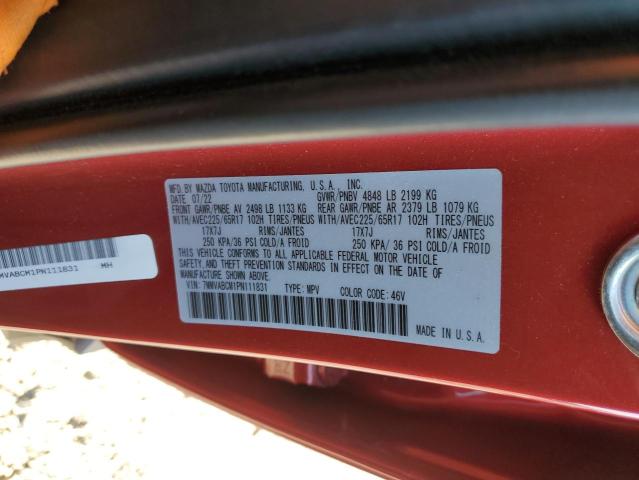 MFD.BY MAZDA TOYOTA MANUFACTURING, U.S.A., INC.
DATE: 07/22 GVWR/PNBV 4848 LB 2199 KG
FRONT GAWR/PNBE AV 2498 LB 1133 KG REAR GAWR/PNBE AR 2379 LB 1079 KG
WITH/AVEC225/65R17 102H TIRES/PNEUS WITH/AVEC225/65R17 102H TIRES/PNEUS
17X7J RIMS/JANTES 17X7J RIMS/JANTES
250 KPA/36 PSI COLD/A FROID 250 KPA/ 36 PSI COLD/A FROID
THIS VEHICLE CONFORMS TO ALL APPLICABLE FEDERAL MOTOR VEHICLE
SAFETY, AND THEFT PREVENTION STANDARDS IN EFFECT ON THE DATE OF
MANUFACTURE SHOWN ABOVE.
VIN: 7MMVABCM1PN111831 TYPE: MPV COLOR CODE: 46V
MADE IN U.S.A.
MVABCM1PN111831 MH